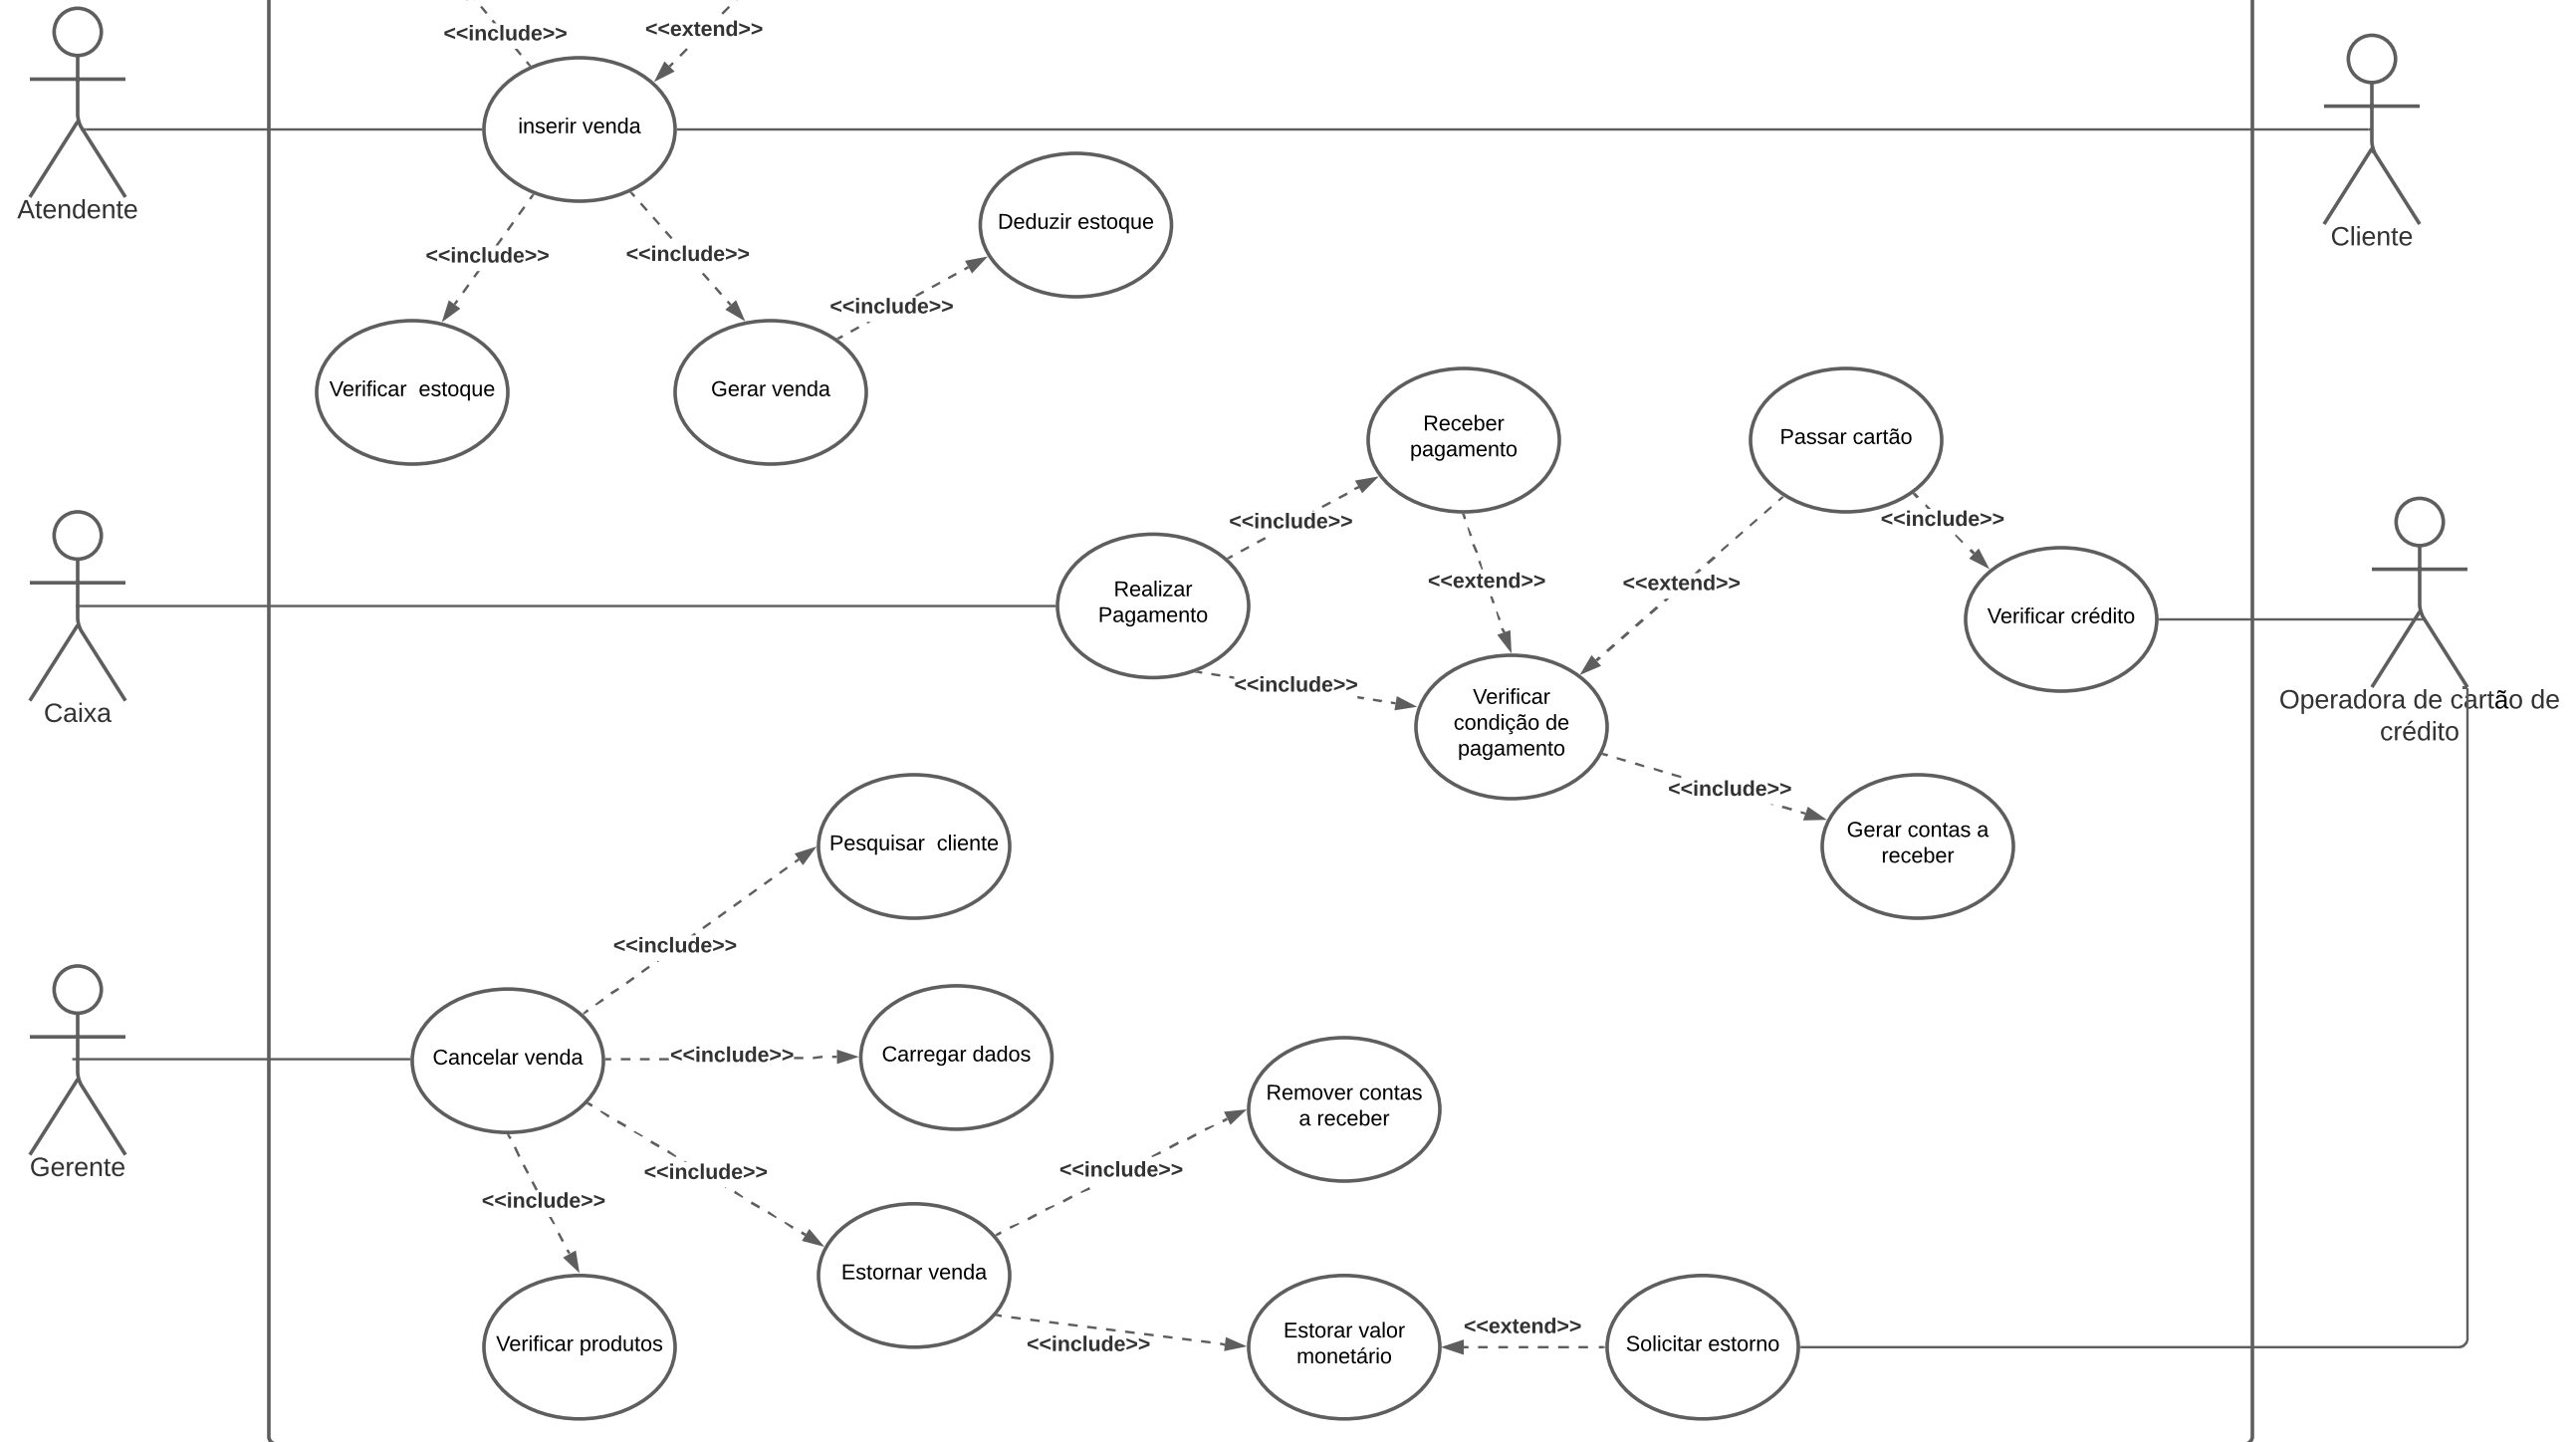 <<include>>
<<extend>>
inserir venda
Atendente
Cliente
Deduzir estoque
<<include>>
<<include>>
<<include>>
Verificar  estoque
Gerar venda
Receber
pagamento
Passar cartão
<<include>>
<<include>>
Realizar
Pagamento
<<extend>>
<<extend>>
Verificar crédito
Caixa
<<include>>
Verificar
condição de
pagamento
Operadora de cartão de
crédito
<<include>>
Gerar contas a
receber
Pesquisar  cliente
<<include>>
Cancelar venda
<<include>>
Carregar dados
Remover contas
a receber
Gerente
<<include>>
<<include>>
<<include>>
Estornar venda
Verificar produtos
<<include>>
Estorar valor
monetário
<<extend>>
Solicitar estorno